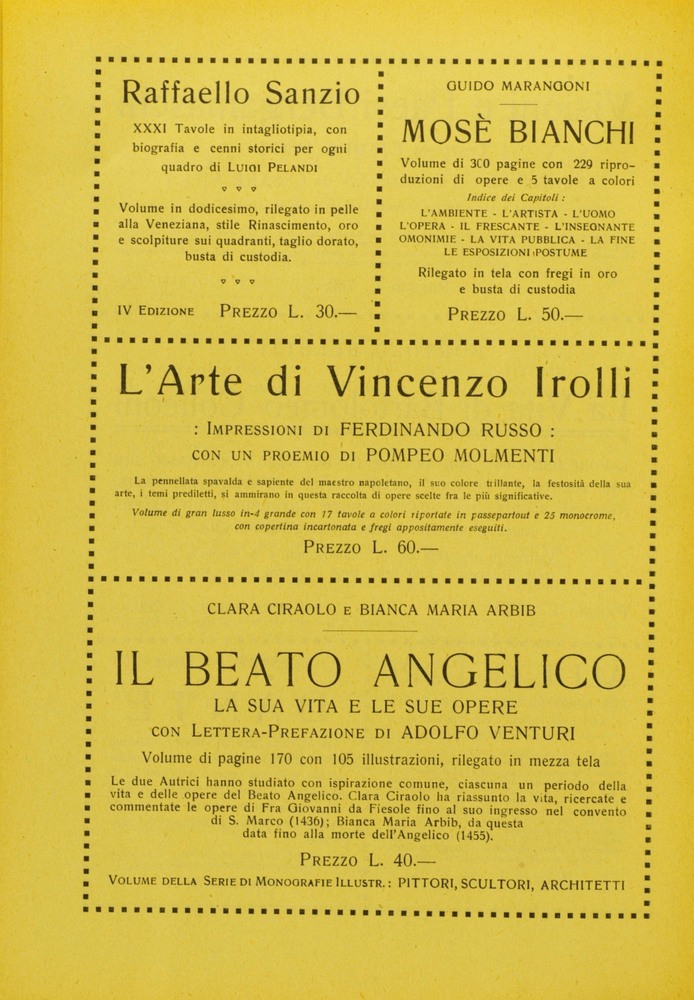 Raffaello Sanzio
XXXI Tavole in intagliotipia, con
biografia e cenni storici per ogni
quadro di LUIGI PELANDI
Volume in dodicesimo, rilegato in pelle
alla Veneziana, stile Rinascimento, oro
e scolpiture sui quadranti, taglio dorato,
busta di custodia.
IV EDIZIONE PREZZO L. 30.—
GUIDO MARANGONI
MOSÈ BIANCHI
Volume di 300 pagine con 229 ripro-
duzioni di opere e 5 tavole a colori
Indice dei Capitoli :
L'AMBIENTE - L'ARTISTA - L'UOMO
L'OPERA - IL FRESCANTE - L'INSEGNANTE
OMONIMIE - LA VITA PUBBLICA - LA FINE
LE ESPOSIZIONI POSTUME
Rilegato in tela con fregi in oro
e busta di custodia
PREZZO L. 50.—
L'Arte di Vincenzo Irolli
: IMPRESSIONI DI FERDINANDO RUSSO :
CON UN PROEMIO DI POMPEO MOLMENTI
La pennellata spavalda e sapiente del maestro napoletano, il suo colore trillante, la festosità della sua
arte, i temi prediletti, si ammirano in questa raccolta di opere scelte fra le più significative.
Volume di gran lusso in-4 grande con 17 tavole a colori riportate in passepartout e 25 monocrome,
con copertina incartonata e fregi appositamente eseguiti.
PREZZO L. 60.—
CLARA CIRAOLO E BIANCA MARIA ARBIB
IL BEATO ANGELICO
LA SUA VITA E LE SUE OPERE
CON LETTERA-PREFAZIONE DI ADOLFO VENTURI
Volume di pagine 170 con 105 illustrazioni, rilegato in mezza tela
Le due Autrici hanno studiato con ispirazione comune, ciascuna un periodo della
vita e delle opere del Beato Angelico. Clara Ciraolo ha riassunto la vita, ricercate e
commentate le opere di Fra Giovanni da Fiesole fino al suo ingresso nel convento
di S. Marco (1436); Bianca Maria Arbib, da questa
data fino alla morte dell'Angelico (1455).
PREZZO L. 40.—
VOLUME DELLA SERIE DI MONOGRAFIE ILLUSTR.: PITTORI, SCULTORI, ARCHITETTI